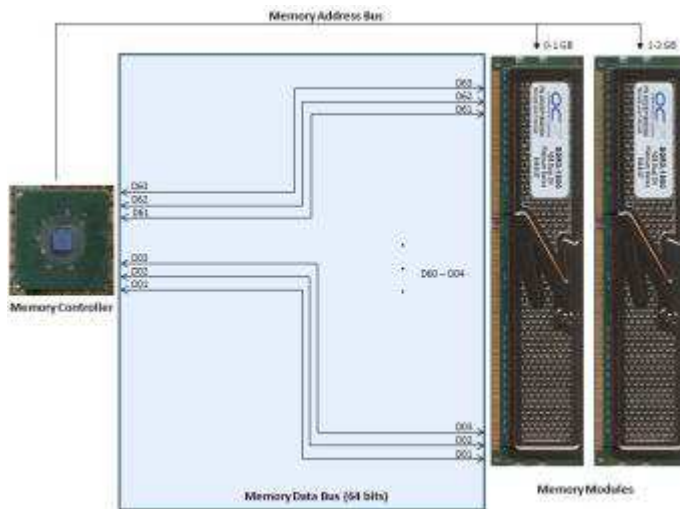 Memory Address Bus
0-1 GB
1-2 GB
D63
D62
D61
D63
D62
D61
D03
D02
D01
D60 – D04
Memory Controller
D03
D02
D01
Memory Data Bus (64 bits)
Memory Modules